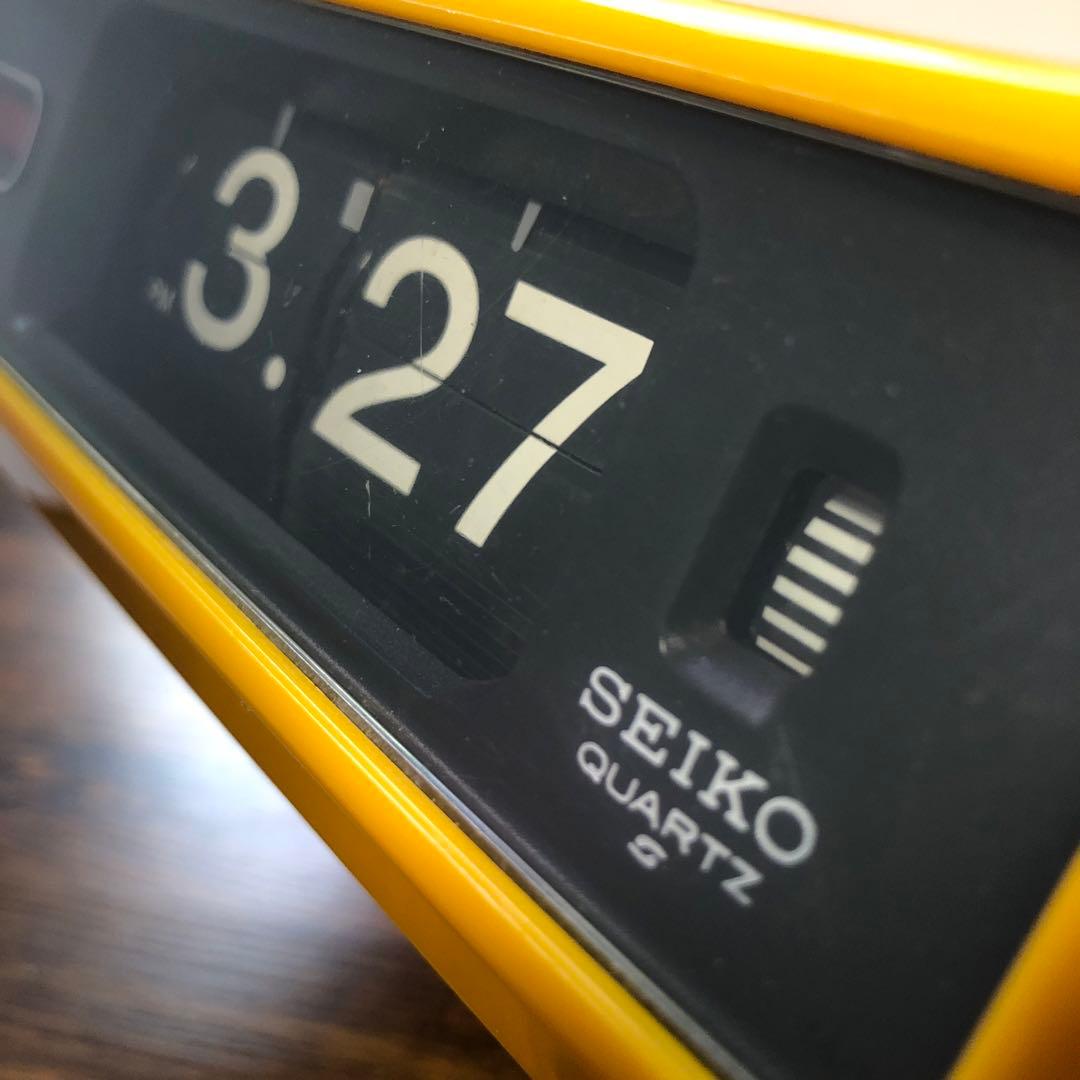 3.27
SEIKO
QUARTZ
S